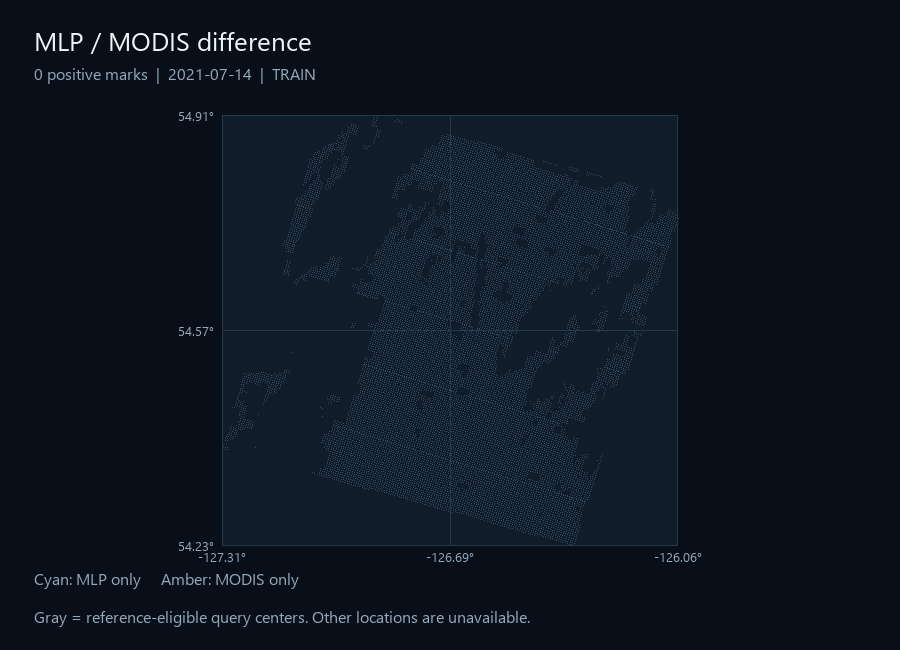 MLP / MODIS difference
0 positive marks | 2021-07-14 | TRAIN
54.91°
54.57°
54.23°
-127.31° -126.69° -126.06°
Cyan: MLP only Amber: MODIS only
Gray = reference-eligible query centers. Other locations are unavailable.